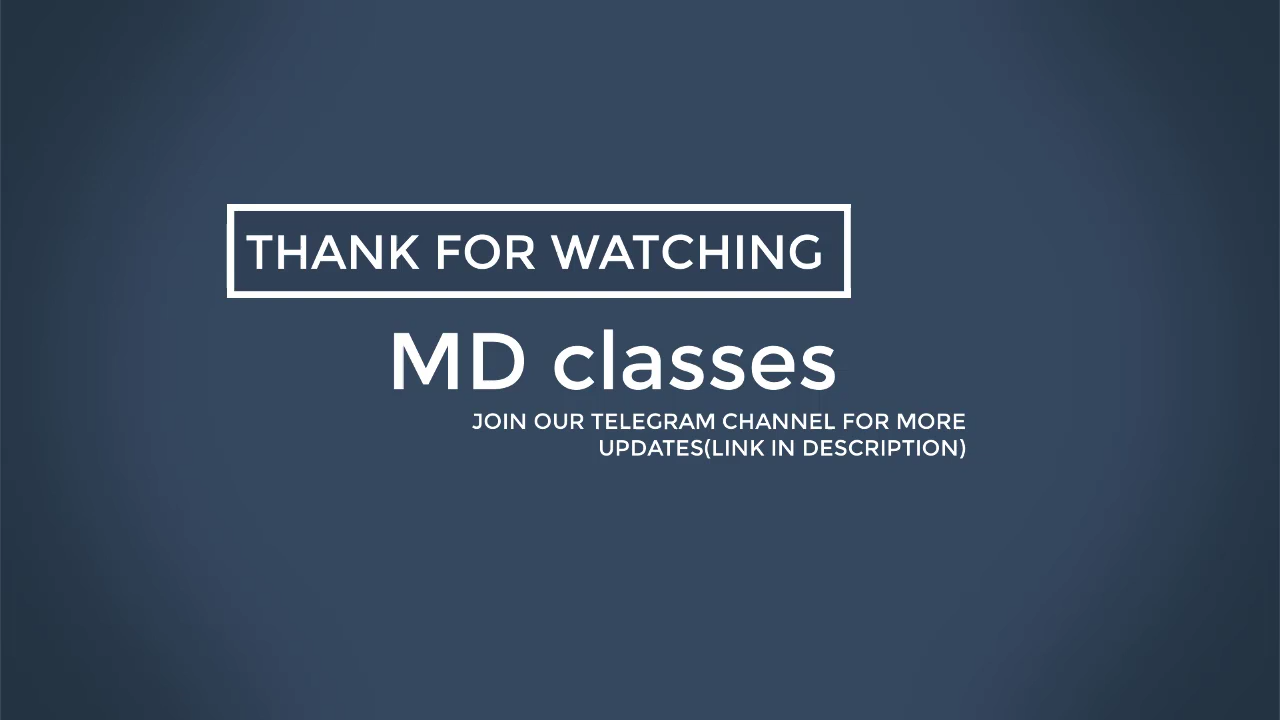 THANK FOR WATCHING
MD classes
JOIN OUR TELEGRAM CHANNEL FOR MORE
UPDATES(LINK IN DESCRIPTION)